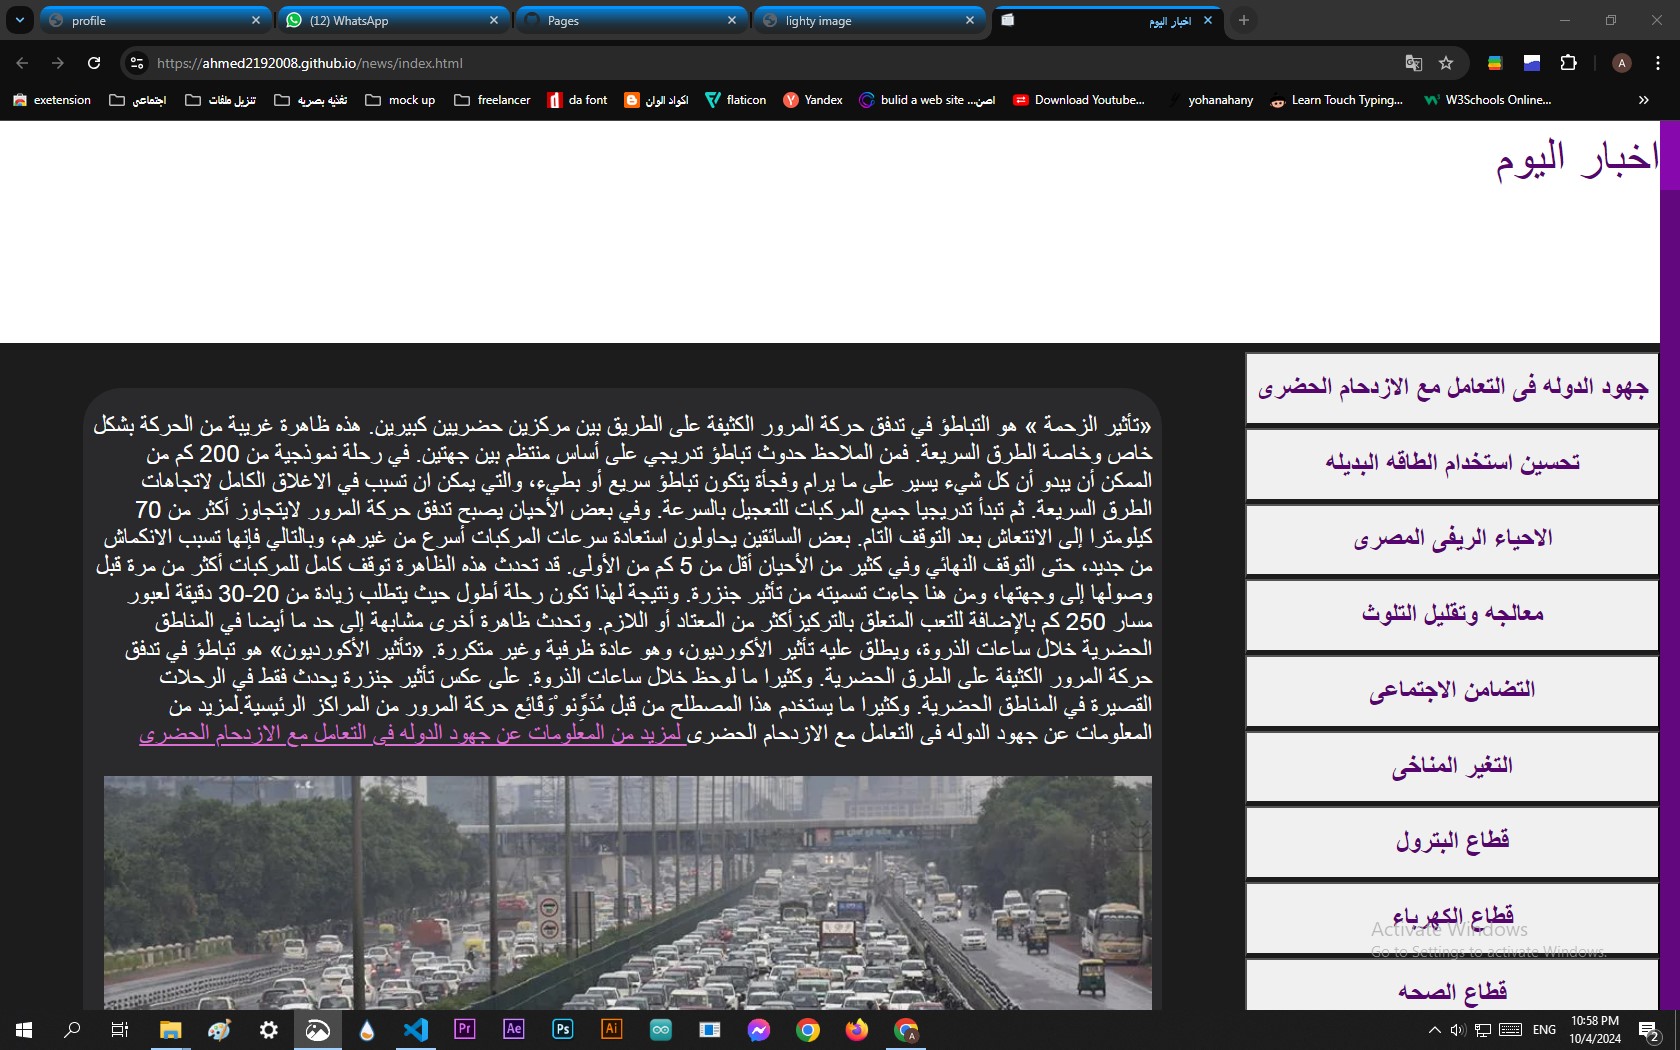 profile
(12) WhatsApp
Pages
lighty image
اخبار اليوم
https://ahmed2192008.github.io/news/index.html
A
exetension
اجتماعى
تنزيل ملفات
تغذيه بصريه
mock up
freelancer
da font
اكواد الوان
flaticon
Yandex
bulid a web site ...اصن
Download Youtube...
yohanahany
Learn Touch Typing...
W3Schools Online...
اخبار اليوم
جهود الدوله فى التعامل مع الازدحام الحضرى
تحسين استخدام الطاقه البديله
الاحياء الريفى المصرى
معالجه وتقليل التلوث
التضامن الاجتماعى
التغير المناخى
قطاع البترول
قطاع الكهرباء
قطاع الصحه
«تأثير الزحمة » هو التباطؤ في تدفق حركة المرور الكثيفة على الطريق بين مركزين حضريين كبيرين. هذه ظاهرة غريبة من الحركة بشكل
خاص وخاصة الطرق السريعة. فمن الملاحظ حدوث تباطؤ تدريجي على أساس منتظم بين جهتين. في رحلة نموذجية من 200 كم من
الممكن أن يبدو أن كل شيء يسير على ما يرام وفجأة يتكون تباطؤ سريع أو بطيء، والتي يمكن ان تسبب في الاغلاق الكامل لاتجاهات
الطرق السريعة. ثم تبدأ تدريجيا جميع المركبات للتعجيل بالسرعة. وفي بعض الأحيان يصبح تدفق حركة المرور لايتجاوز أكثر من 70
كيلومترا إلى الانتعاش بعد التوقف التام. بعض السائقين يحاولون استعادة سرعات المركبات أسرع من غيرهم، وبالتالي فإنها تسبب الانكماش
من جديد، حتى التوقف النهائي وفي كثير من الأحيان أقل من 5 كم من الأولى. قد تحدث هذه الظاهرة توقف كامل للمركبات أكثر من مرة قبل
وصولها إلى وجهتها، ومن هنا جاءت تسميته من تأثير جنزرة. ونتيجة لهذا تكون رحلة أطول حيث يتطلب زيادة من 20-30 دقيقة لعبور
مسار 250 كم بالإضافة للتعب المتعلق بالتركيزأكثر من المعتاد أو اللازم. وتحدث ظاهرة أخرى مشابهة إلى حد ما أيضا في المناطق
الحضرية خلال ساعات الذروة، ويطلق عليه تأثير الأكورديون، وهو عادة ظرفية وغير متكررة. «تأثير الأكورديون» هو تباطؤ في تدفق
حركة المرور الكثيفة على الطرق الحضرية. وكثيرا ما لوحظ خلال ساعات الذروة. على عكس تأثير جنزرة يحدث فقط في الرحلات
القصيرة في المناطق الحضرية. وكثيرا ما يستخدم هذا المصطلح من قبل مُدَوِّنو ْوَقَائِع حركة المرور من المراكز الرئيسية.لمزيد من
المعلومات عن جهود الدوله فى التعامل مع الازدحام الحضرى لمزيد من المعلومات عن جهود الدوله فى التعامل مع الازدحام الحضرى
Activate Windows
Go to Settings to activate Windows.
Pr
Ae
Ps
Ai
ENG
10:58 PM
10/4/2024
2